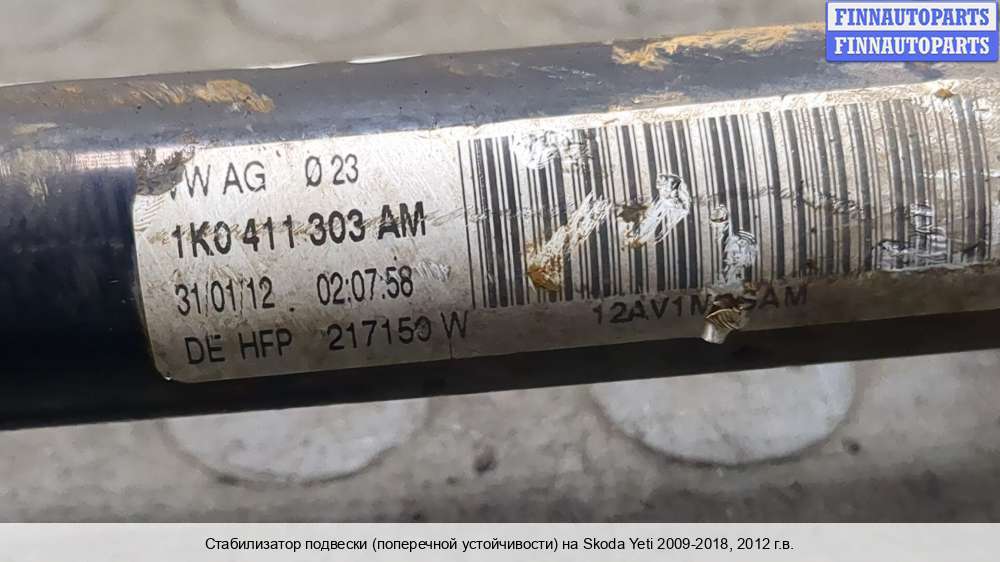 FINNAUTOPARTS
FINNAUTOPARTS
VW AG Ø 23
1K0 411 303 AM
31/01/12 02:07:58
DE HFP 217150 W
Стабилизатор подвески (поперечной устойчивости) на Skoda Yeti 2009-2018, 2012 г.в.